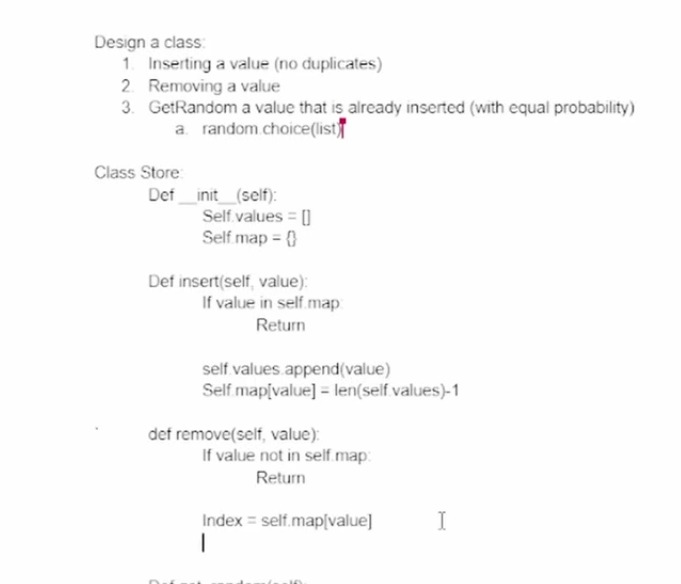 Design a class:
1. Inserting a value (no duplicates)
2. Removing a value
3. GetRandom a value that is already inserted (with equal probability)
a. random.choice(list)
Class Store:
Def __init__(self):
Self.values = []
Self.map = {}
Def insert(self, value):
If value in self.map:
Return
self.values.append(value)
Self.map[value] = len(self.values)-1
def remove(self, value):
If value not in self.map:
Return
Index = self.map[value]
Def get_random(self):